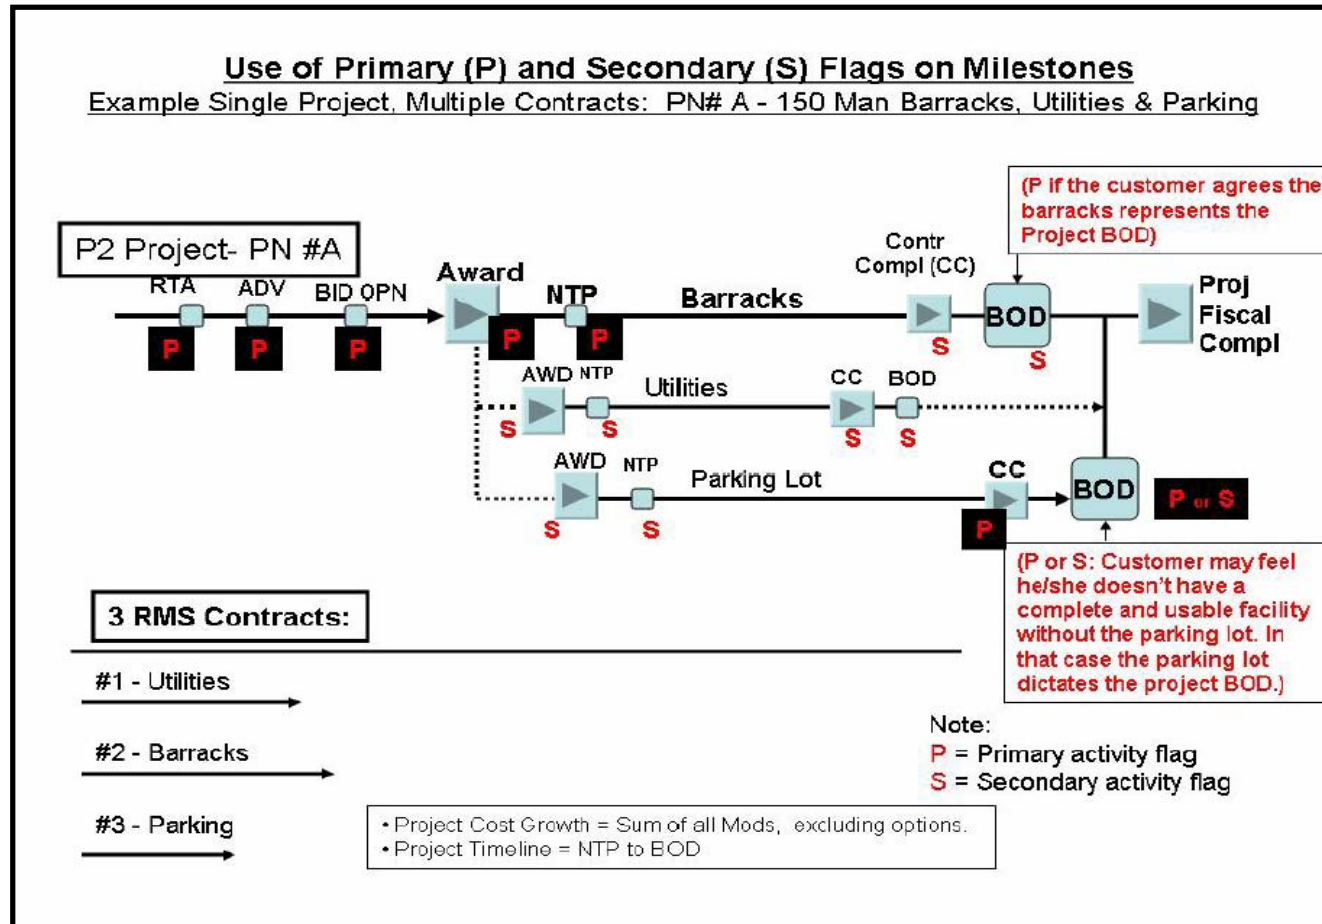 Use of Primary (P) and Secondary (S) Flags on Milestones
Example Single Project, Multiple Contracts: PN# A - 150 Man Barracks, Utilities & Parking
(P if the customer agrees the
barracks represents the
Project BOD)
P2 Project- PN #A
RTA
ADV
BID OPN
Award
NTP
Barracks
Contr
Compl (CC)
BOD
Proj
Fiscal
Compl
P
P
P
P
P
S
S
AWD
NTP
Utilities
CC
BOD
S
S
S
S
AWD
NTP
Parking Lot
CC
BOD
S
S
P
P or S
(P or S: Customer may feel
he/she doesn't have a
complete and usable facility
without the parking lot. In
that case the parking lot
dictates the project BOD.)
3 RMS Contracts:
#1 - Utilities
#2 - Barracks
#3 - Parking
Note:
P = Primary activity flag
S = Secondary activity flag
• Project Cost Growth = Sum of all Mods, excluding options.
• Project Timeline = NTP to BOD